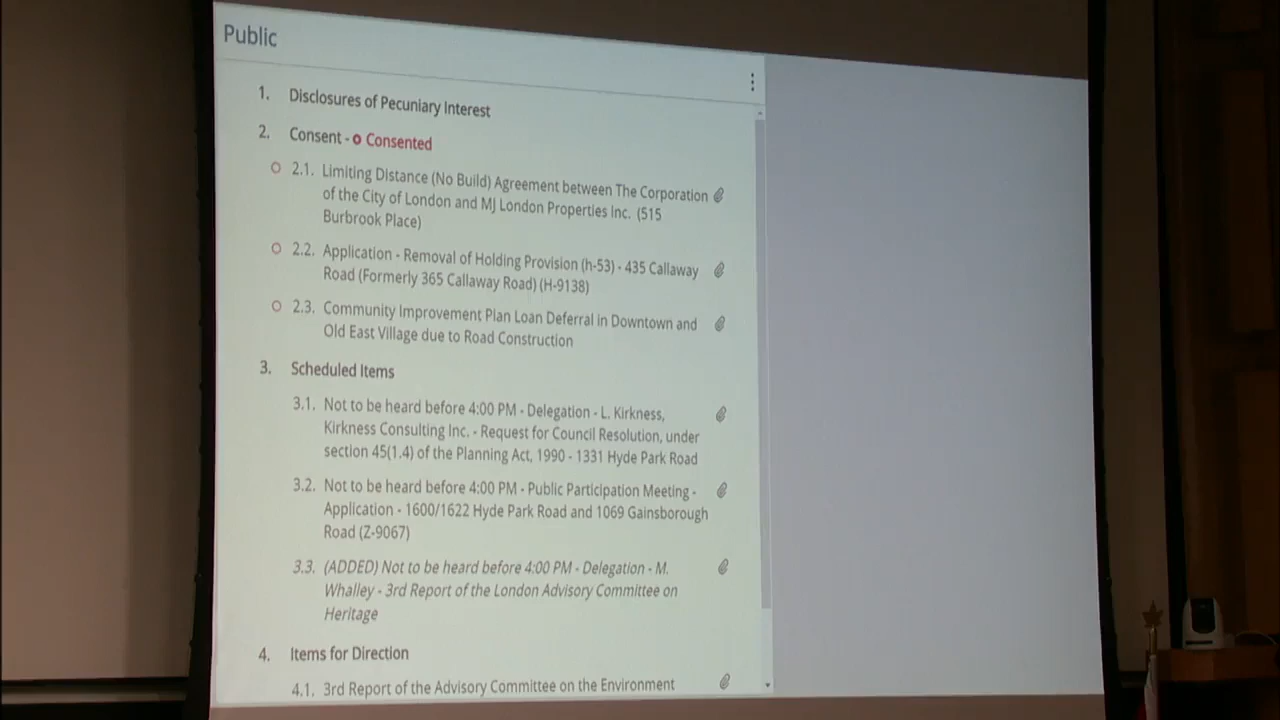 Public
1. Disclosures of Pecuniary Interest
2. Consent - Consented
2.1. Limiting Distance (No Build) Agreement between The Corporation
of the City of London and MJ London Properties Inc. (515
Burbrook Place)
2.2. Application - Removal of Holding Provision (h-53) - 435 Callaway
Road (Formerly 365 Callaway Road) (H-9138)
2.3. Community Improvement Plan Loan Deferral in Downtown and
Old East Village due to Road Construction
3. Scheduled Items
3.1. Not to be heard before 4:00 PM - Delegation - L. Kirkness,
Kirkness Consulting Inc. - Request for Council Resolution, under
section 45(1.4) of the Planning Act, 1990 - 1331 Hyde Park Road
3.2. Not to be heard before 4:00 PM - Public Participation Meeting -
Application - 1600/1622 Hyde Park Road and 1069 Gainsborough
Road (Z-9067)
3.3. (ADDED) Not to be heard before 4:00 PM - Delegation - M.
Whalley - 3rd Report of the London Advisory Committee on
Heritage
4. Items for Direction
4.1. 3rd Report of the Advisory Committee on the Environment